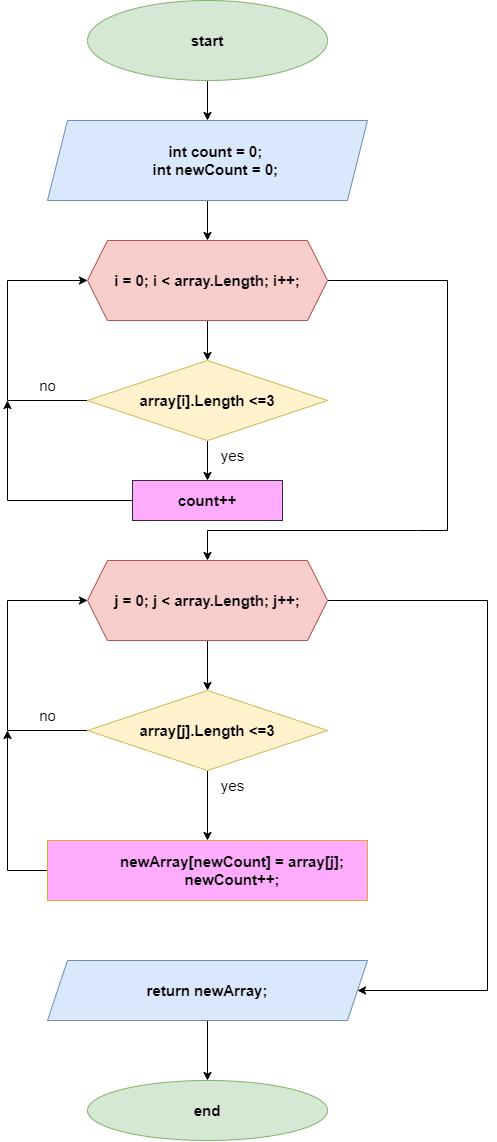 start
int count = 0;
int newCount = 0;
i = 0; i < array.Length; i++;
array[i].Length <=3
no
yes
count++
j = 0; j < array.Length; j++;
array[j].Length <=3
no
yes
newArray[newCount] = array[j];
newCount++;
return newArray;
end